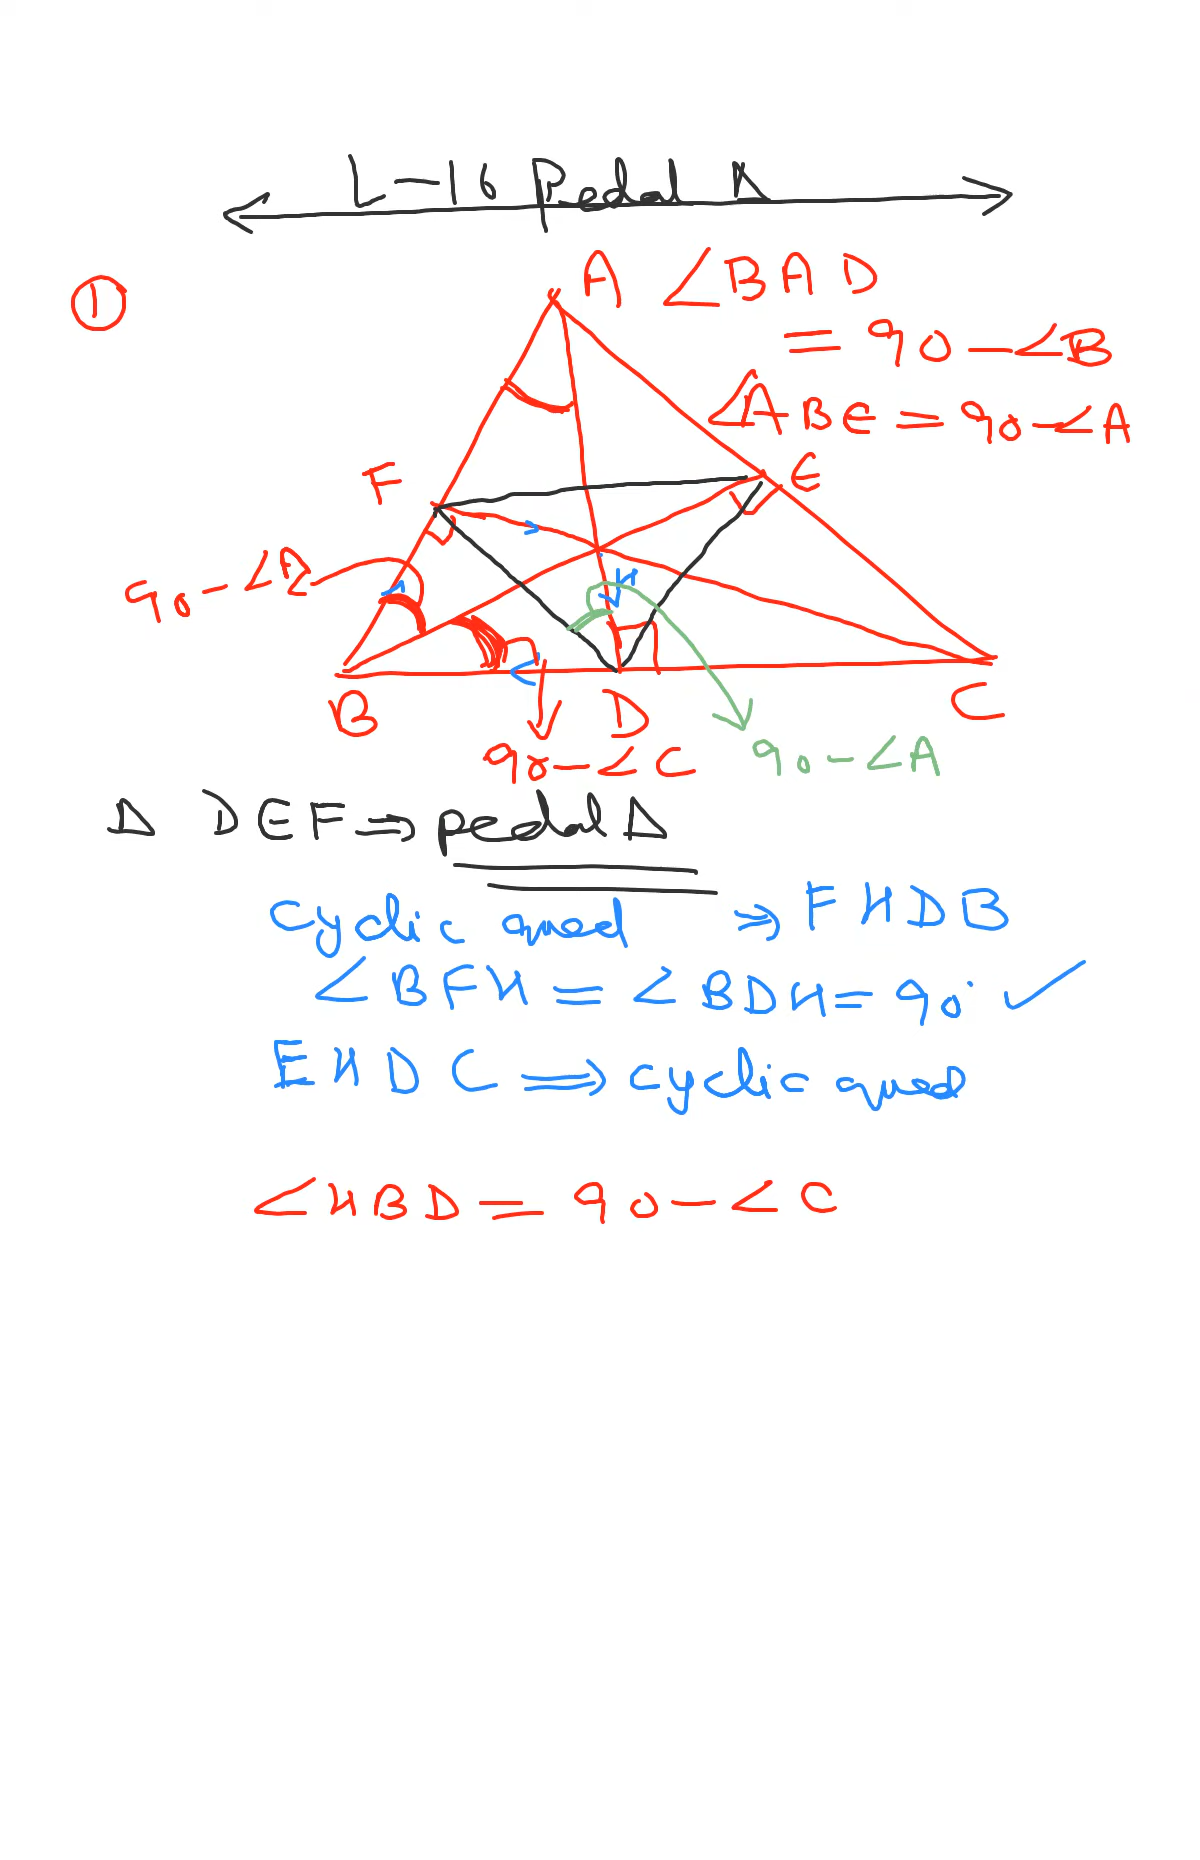 L-16 Pedal Δ
①
A ∠BAD
= 90-∠B
∠ABE = 90-∠A
F
E
90-∠A
H
B
D
C
90-∠C
90-∠A
Δ DEF ⇒ pedal Δ
cyclic quad ⇒ FHDB
∠BFH = ∠BDH = 90° ✓
EHDC ⇒ cyclic quad
∠HBD = 90-∠C